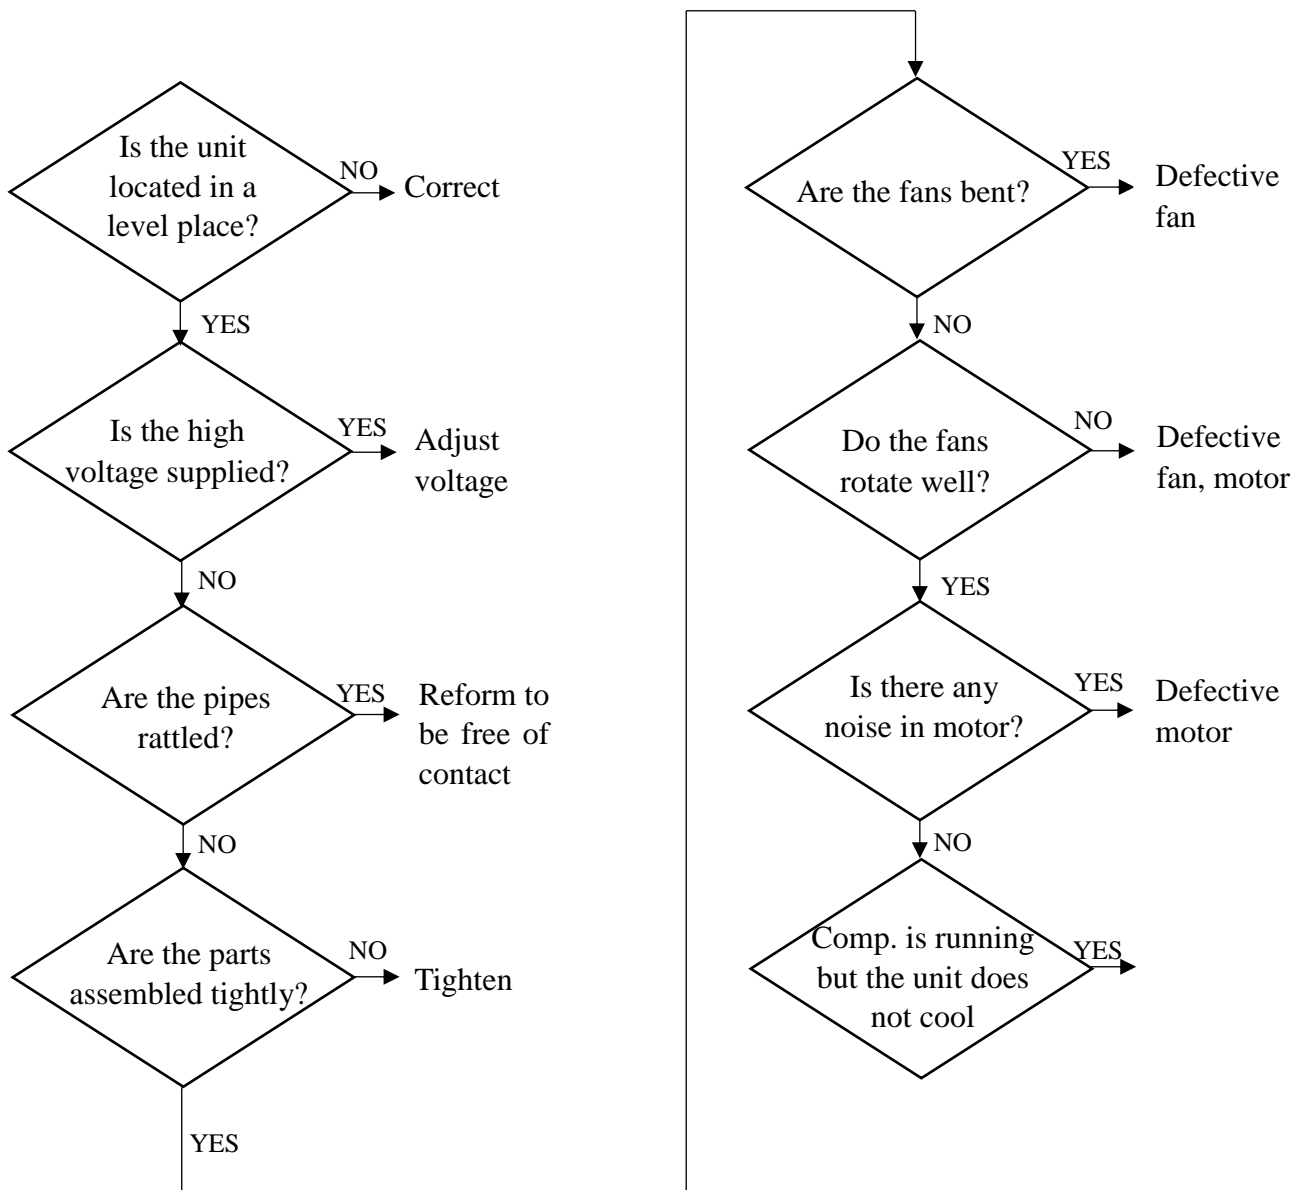 Is the unit
located in a
level place?
NO
Correct
YES
Is the high
voltage supplied?
YES
Adjust
voltage
NO
Are the pipes
rattled?
YES
Reform to
be free of
contact
NO
Are the parts
assembled tightly?
NO
Tighten
YES
Are the fans bent?
YES
Defective
fan
NO
Do the fans
rotate well?
NO
Defective
fan, motor
YES
Is there any
noise in motor?
YES
Defective
motor
NO
Comp. is running
but the unit does
not cool
YES